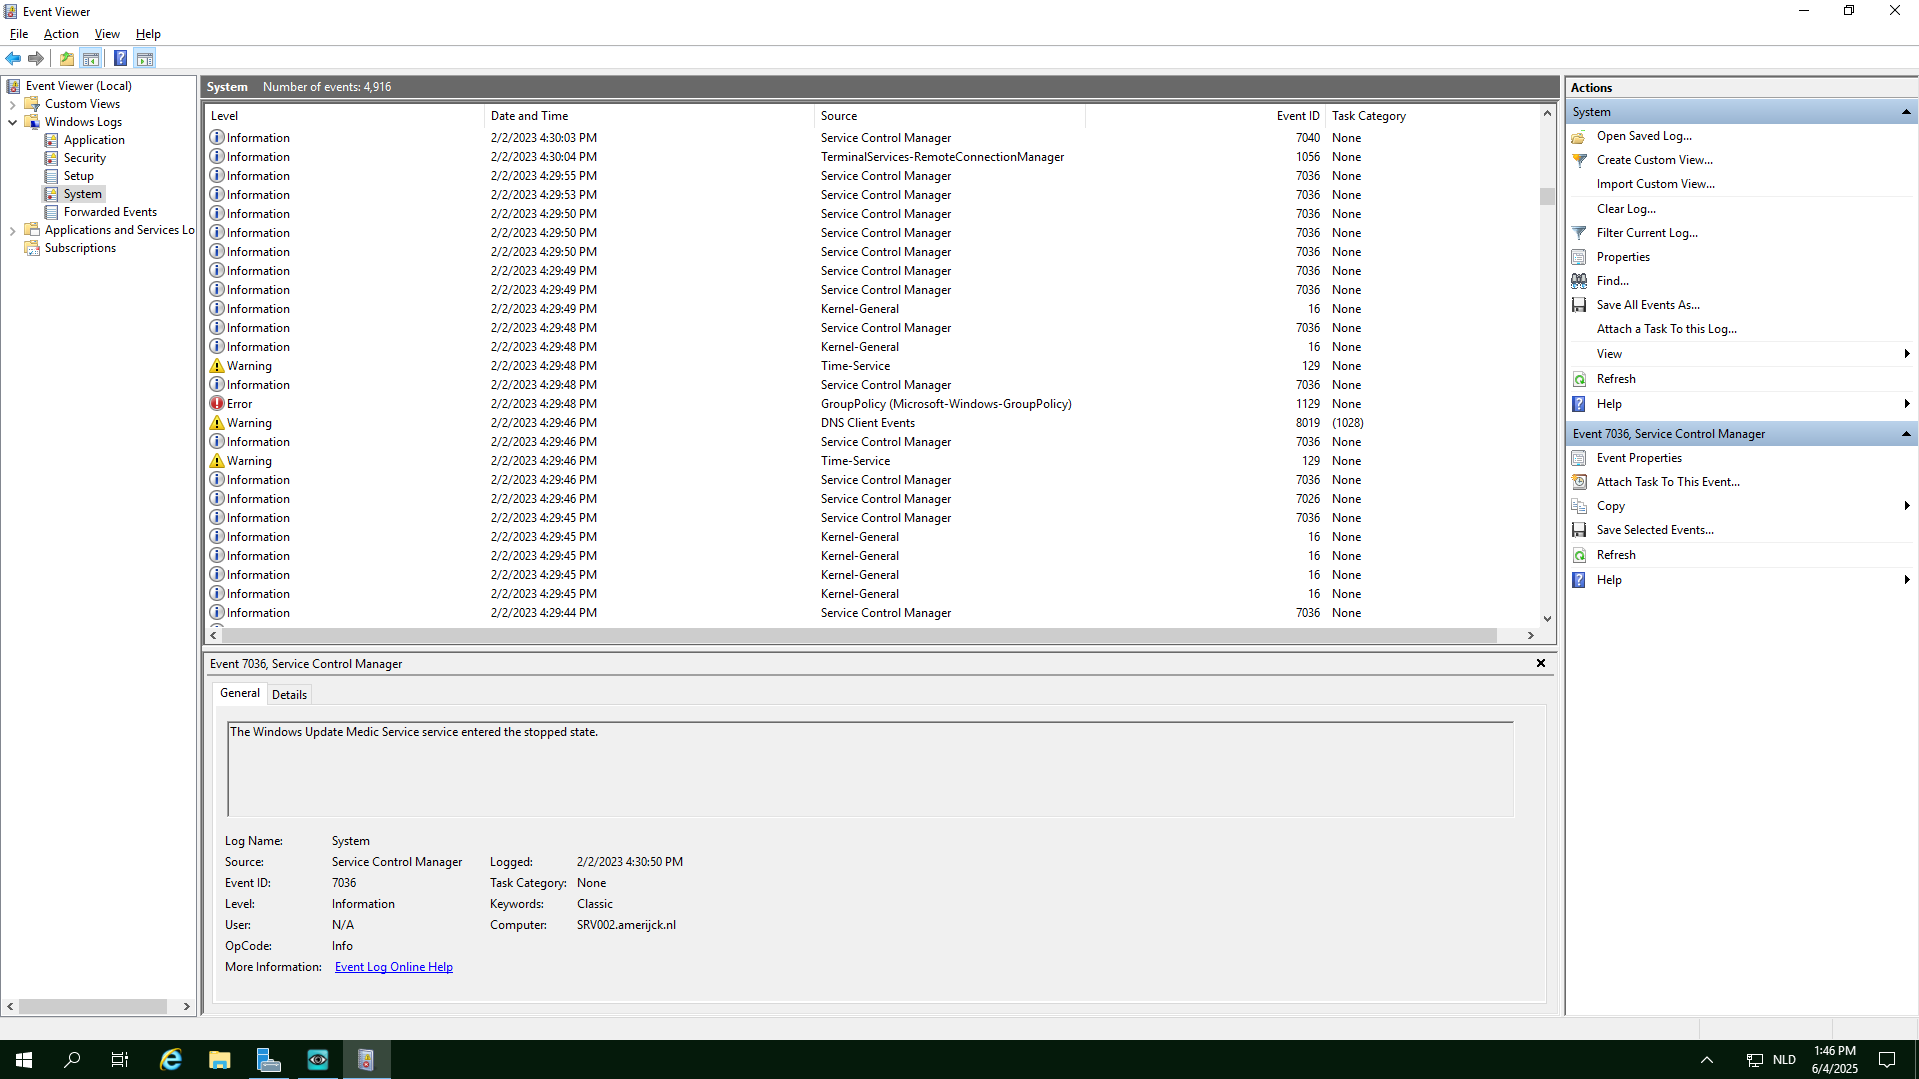 Event Viewer
File Action View Help
Event Viewer (Local)
Custom Views
Windows Logs
Application
Security
Setup
System
Forwarded Events
Applications and Services Lo
Subscriptions
System Number of events: 4,916
Level Date and Time Source Event ID Task Category
Information 2/2/2023 4:30:03 PM Service Control Manager 7040 None
Information 2/2/2023 4:30:04 PM TerminalServices-RemoteConnectionManager 1056 None
Information 2/2/2023 4:29:55 PM Service Control Manager 7036 None
Information 2/2/2023 4:29:53 PM Service Control Manager 7036 None
Information 2/2/2023 4:29:50 PM Service Control Manager 7036 None
Information 2/2/2023 4:29:50 PM Service Control Manager 7036 None
Information 2/2/2023 4:29:50 PM Service Control Manager 7036 None
Information 2/2/2023 4:29:49 PM Service Control Manager 7036 None
Information 2/2/2023 4:29:49 PM Service Control Manager 7036 None
Information 2/2/2023 4:29:49 PM Kernel-General 16 None
Information 2/2/2023 4:29:48 PM Service Control Manager 7036 None
Information 2/2/2023 4:29:48 PM Kernel-General 16 None
Warning 2/2/2023 4:29:48 PM Time-Service 129 None
Information 2/2/2023 4:29:48 PM Service Control Manager 7036 None
Error 2/2/2023 4:29:48 PM GroupPolicy (Microsoft-Windows-GroupPolicy) 1129 None
Warning 2/2/2023 4:29:46 PM DNS Client Events 8019 (1028)
Information 2/2/2023 4:29:46 PM Service Control Manager 7036 None
Warning 2/2/2023 4:29:46 PM Time-Service 129 None
Information 2/2/2023 4:29:46 PM Service Control Manager 7036 None
Information 2/2/2023 4:29:46 PM Service Control Manager 7026 None
Information 2/2/2023 4:29:45 PM Service Control Manager 7036 None
Information 2/2/2023 4:29:45 PM Kernel-General 16 None
Information 2/2/2023 4:29:45 PM Kernel-General 16 None
Information 2/2/2023 4:29:45 PM Kernel-General 16 None
Information 2/2/2023 4:29:45 PM Kernel-General 16 None
Information 2/2/2023 4:29:44 PM Service Control Manager 7036 None
Event 7036, Service Control Manager
General Details
The Windows Update Medic Service service entered the stopped state.
Log Name: System
Source: Service Control Manager Logged: 2/2/2023 4:30:50 PM
Event ID: 7036 Task Category: None
Level: Information Keywords: Classic
User: N/A Computer: SRV002.amerijck.nl
OpCode: Info
More Information: Event Log Online Help
Actions
System
Open Saved Log...
Create Custom View...
Import Custom View...
Clear Log...
Filter Current Log...
Properties
Find...
Save All Events As...
Attach a Task To this Log...
View
Refresh
Help
Event 7036, Service Control Manager
Event Properties
Attach Task To This Event...
Copy
Save Selected Events...
Refresh
Help
NLD
1:46 PM
6/4/2025